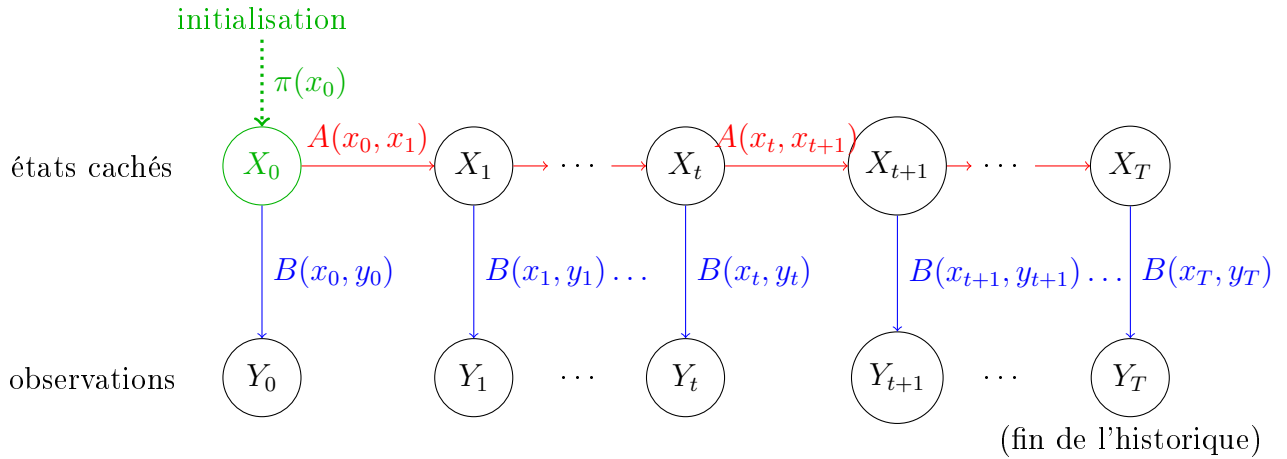 initialisation
π(x₀)
A(x₀, x₁) A(xₜ, xₜ₊₁)
états cachés X₀ X₁ ··· Xₜ Xₜ₊₁ ··· X_T
B(x₀, y₀) B(x₁, y₁) ... B(xₜ, yₜ) B(xₜ₊₁, yₜ₊₁) ... B(x_T, y_T)
observations Y₀ Y₁ ··· Yₜ Yₜ₊₁ ··· Y_T
(fin de l'historique)